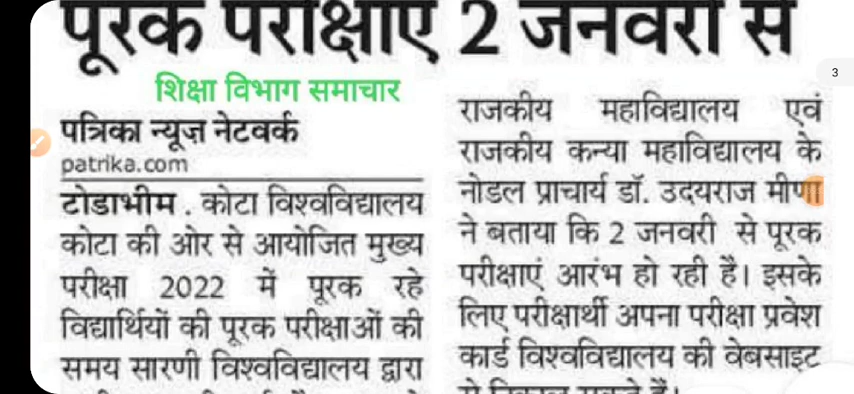 पूरक परीक्षाएं 2 जनवरी से
शिक्षा विभाग समाचार
पत्रिका न्यूज़ नेटवर्क
patrika.com
टोडाभीम . कोटा विश्वविद्यालय
कोटा की ओर से आयोजित मुख्य
परीक्षा 2022 में पूरक रहे
विद्यार्थियों की पूरक परीक्षाओं की
समय सारणी विश्वविद्यालय द्वारा
राजकीय महाविद्यालय एवं
राजकीय कन्या महाविद्यालय के
नोडल प्राचार्य डॉ. उदयराज मीणा
ने बताया कि 2 जनवरी से पूरक
परीक्षाएं आरंभ हो रही है। इसके
लिए परीक्षार्थी अपना परीक्षा प्रवेश
कार्ड विश्वविद्यालय की वेबसाइट
से निकाल सकते हैं।
3